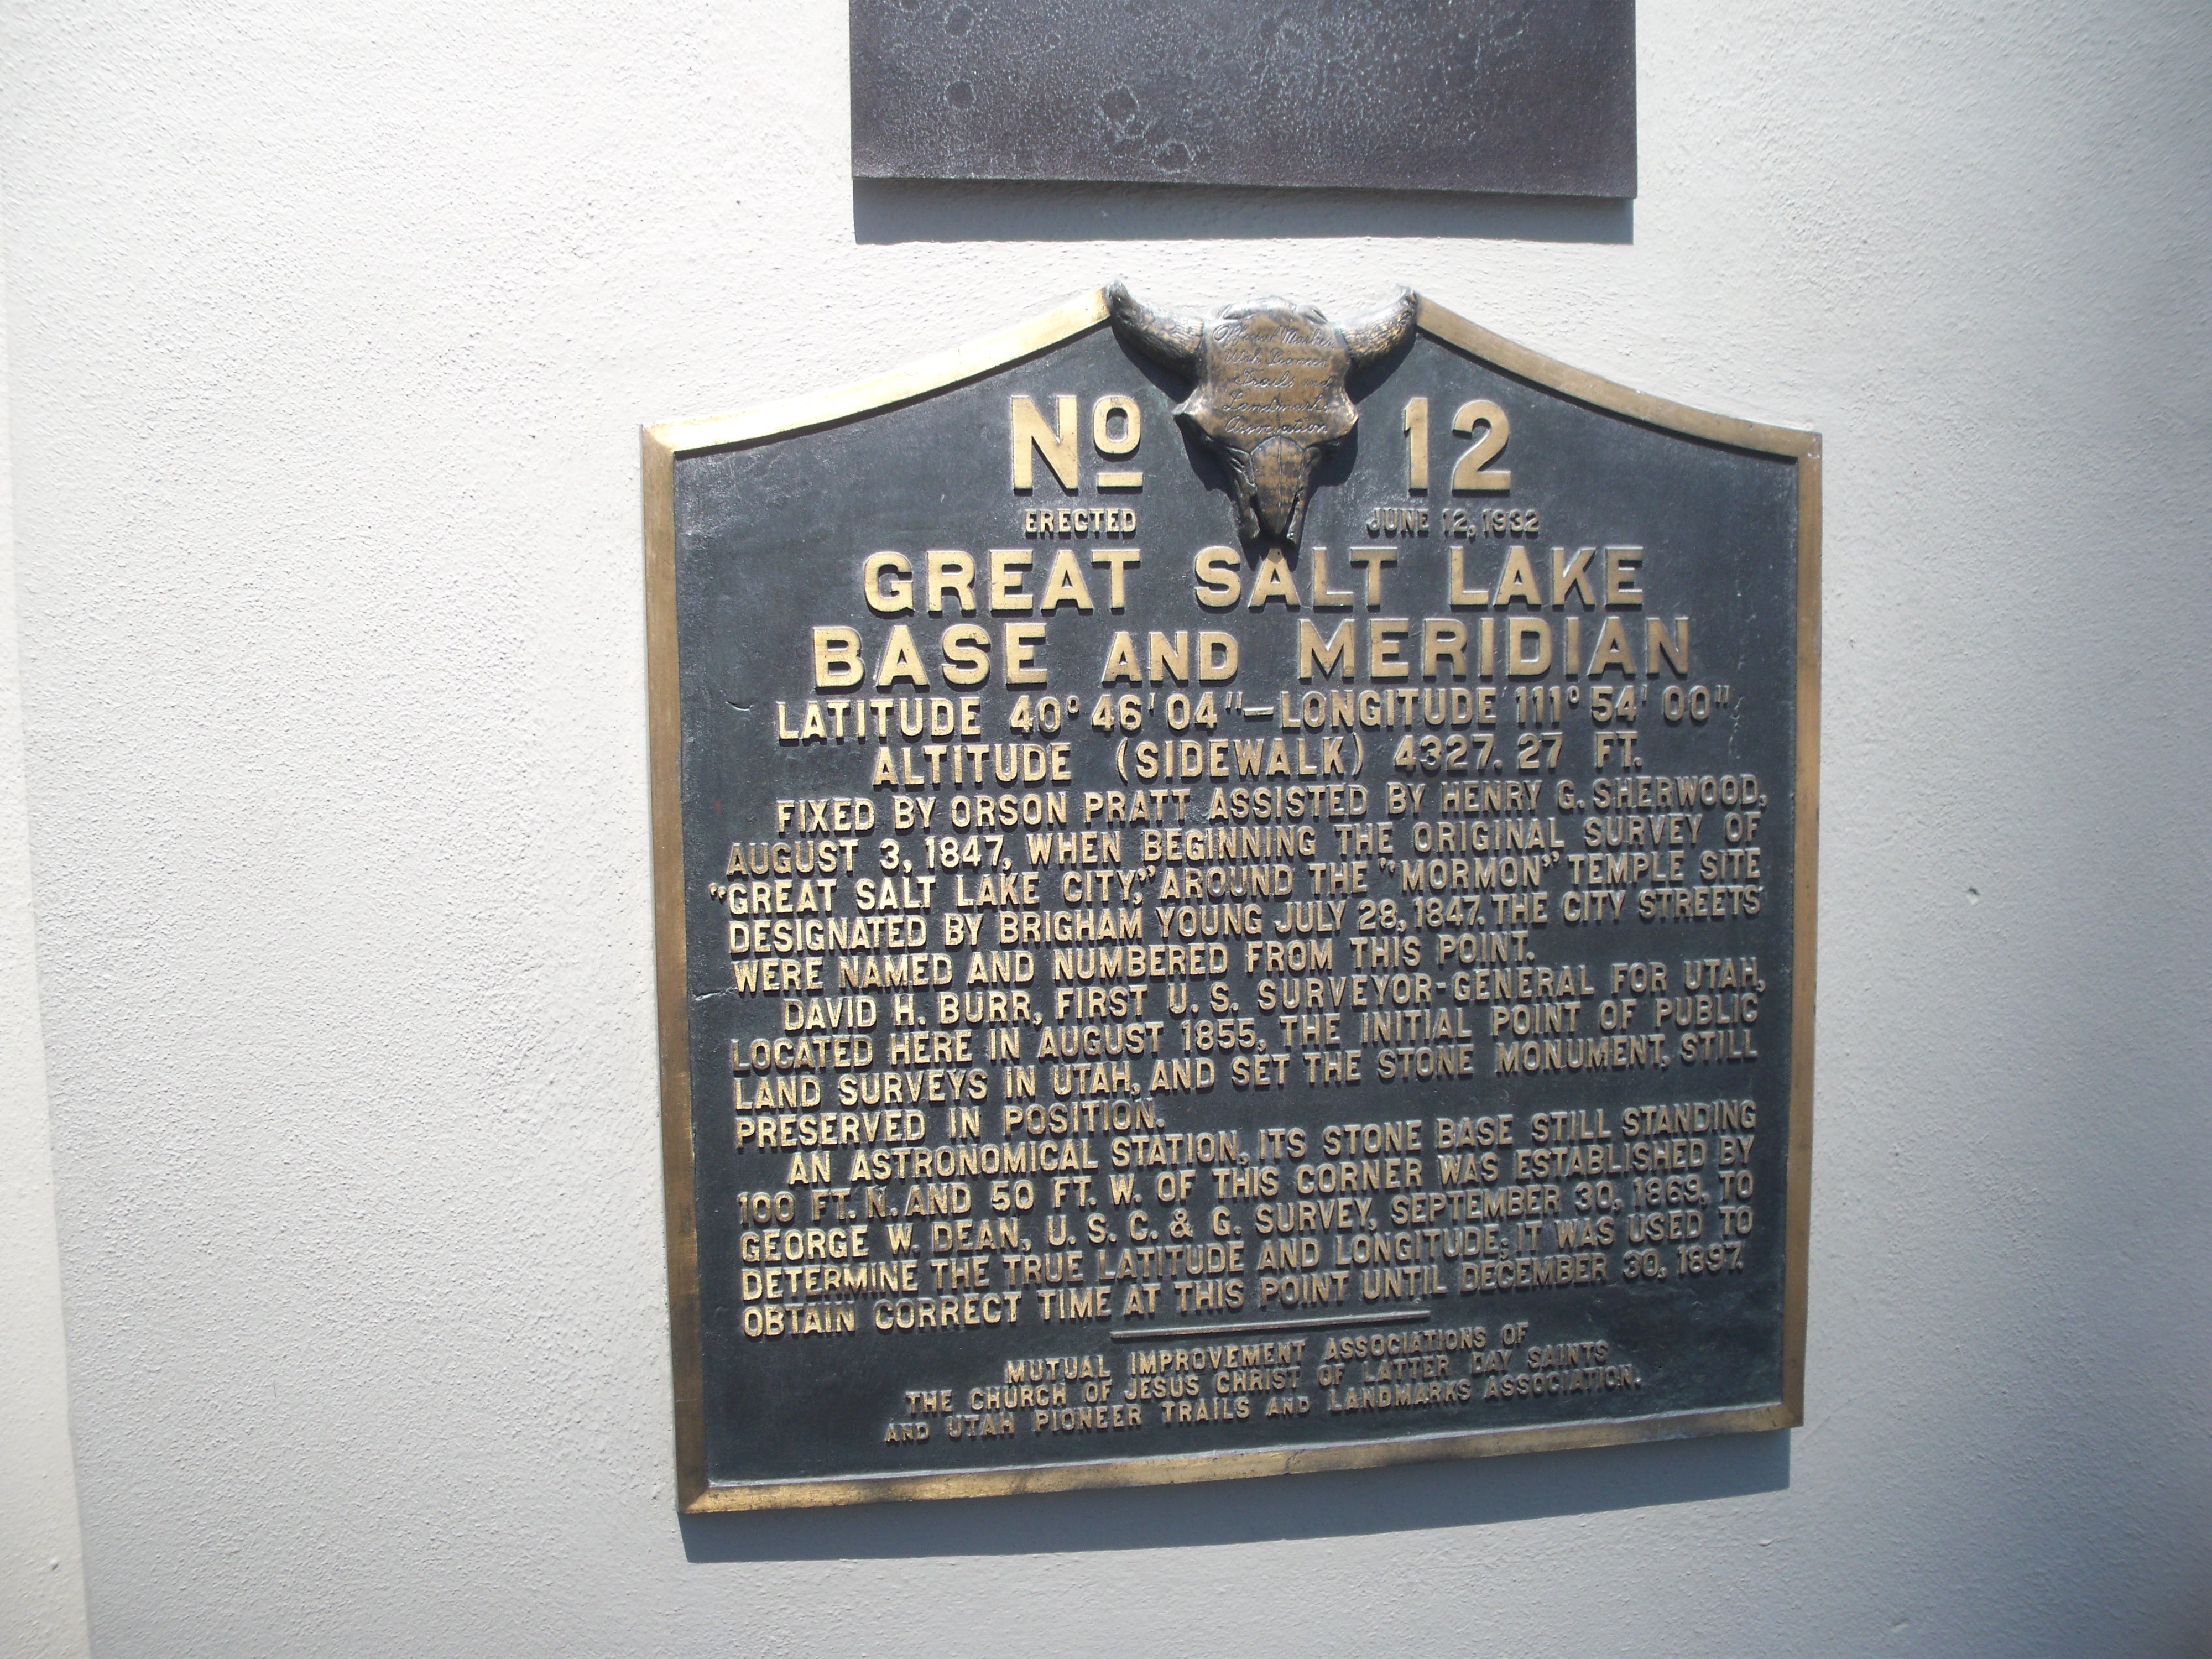 Official Marker
Utah Pioneer
Trails and
Landmarks
Association
No 12
ERECTED JUNE 12, 1932
GREAT SALT LAKE
BASE AND MERIDIAN
LATITUDE 40° 46' 04"—LONGITUDE 111° 54' 00"
ALTITUDE (SIDEWALK) 4327.27 FT.
FIXED BY ORSON PRATT ASSISTED BY HENRY G. SHERWOOD,
AUGUST 3, 1847, WHEN BEGINNING THE ORIGINAL SURVEY OF
"GREAT SALT LAKE CITY," AROUND THE "MORMON" TEMPLE SITE
DESIGNATED BY BRIGHAM YOUNG JULY 28, 1847. THE CITY STREETS
WERE NAMED AND NUMBERED FROM THIS POINT.
DAVID H. BURR, FIRST U. S. SURVEYOR-GENERAL FOR UTAH,
LOCATED HERE IN AUGUST 1855, THE INITIAL POINT OF PUBLIC
LAND SURVEYS IN UTAH, AND SET THE STONE MONUMENT, STILL
PRESERVED IN POSITION.
AN ASTRONOMICAL STATION, ITS STONE BASE STILL STANDING
100 FT. N. AND 50 FT. W. OF THIS CORNER WAS ESTABLISHED BY
GEORGE W. DEAN, U. S. C. & G. SURVEY, SEPTEMBER 30, 1869, TO
DETERMINE THE TRUE LATITUDE AND LONGITUDE; IT WAS USED TO
OBTAIN CORRECT TIME AT THIS POINT UNTIL DECEMBER 30, 1897.
MUTUAL IMPROVEMENT ASSOCIATIONS OF
THE CHURCH OF JESUS CHRIST OF LATTER DAY SAINTS
AND UTAH PIONEER TRAILS AND LANDMARKS ASSOCIATION.